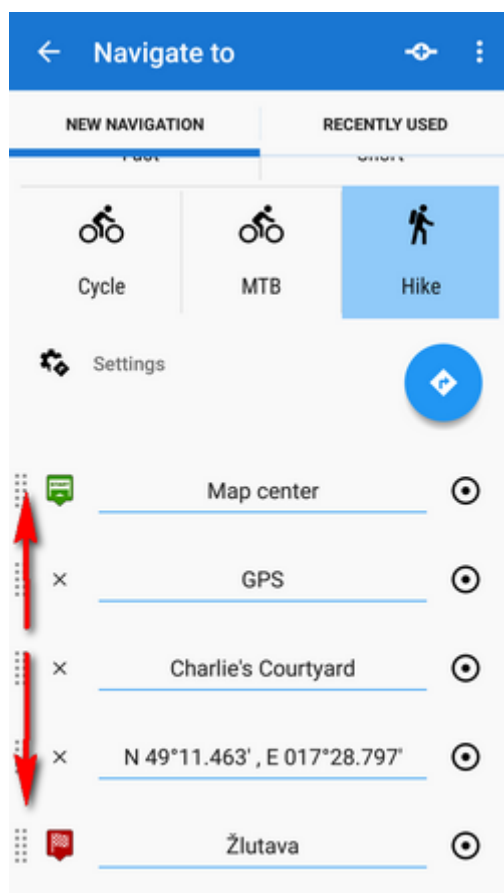 Navigate to
NEW NAVIGATION
RECENTLY USED
Cycle
MTB
Hike
Settings
Map center
GPS
Charlie's Courtyard
N 49°11.463' , E 017°28.797'
Žlutava